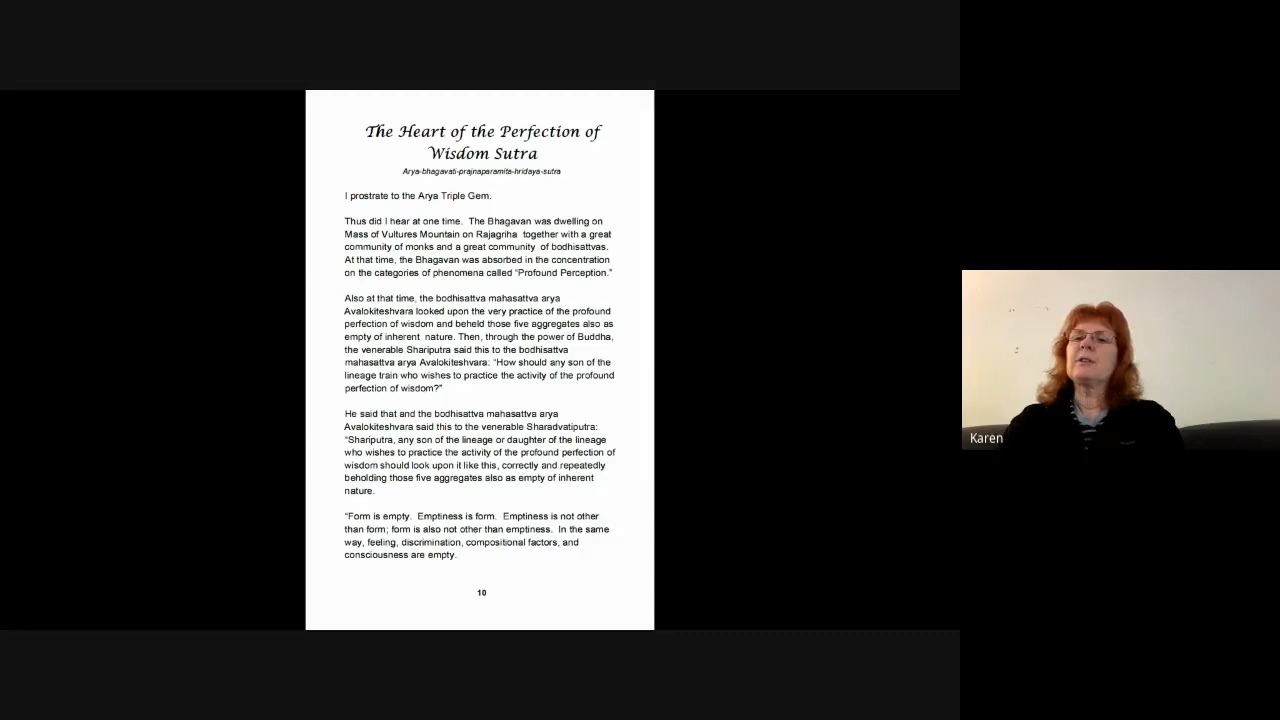 The Heart of the Perfection of
Wisdom Sutra
Arya-bhagavati-prajnaparamita-hridaya-sutra
I prostrate to the Arya Triple Gem.
Thus did I hear at one time. The Bhagavan was dwelling on
Mass of Vultures Mountain on Rajagriha together with a great
community of monks and a great community of bodhisattvas.
At that time, the Bhagavan was absorbed in the concentration
on the categories of phenomena called “Profound Perception.”
Also at that time, the bodhisattva mahasattva arya
Avalokiteshvara looked upon the very practice of the profound
perfection of wisdom and beheld those five aggregates also as
empty of inherent nature. Then, through the power of Buddha,
the venerable Shariputra said this to the bodhisattva
mahasattva arya Avalokiteshvara: “How should any son of the
lineage train who wishes to practice the activity of the profound
perfection of wisdom?”
He said that and the bodhisattva mahasattva arya
Avalokiteshvara said this to the venerable Sharadvatiputra:
“Shariputra, any son of the lineage or daughter of the lineage
who wishes to practice the activity of the profound perfection of
wisdom should look upon it like this, correctly and repeatedly
beholding those five aggregates also as empty of inherent
nature.
“Form is empty. Emptiness is form. Emptiness is not other
than form; form is also not other than emptiness. In the same
way, feeling, discrimination, compositional factors, and
consciousness are empty.
10
Karen